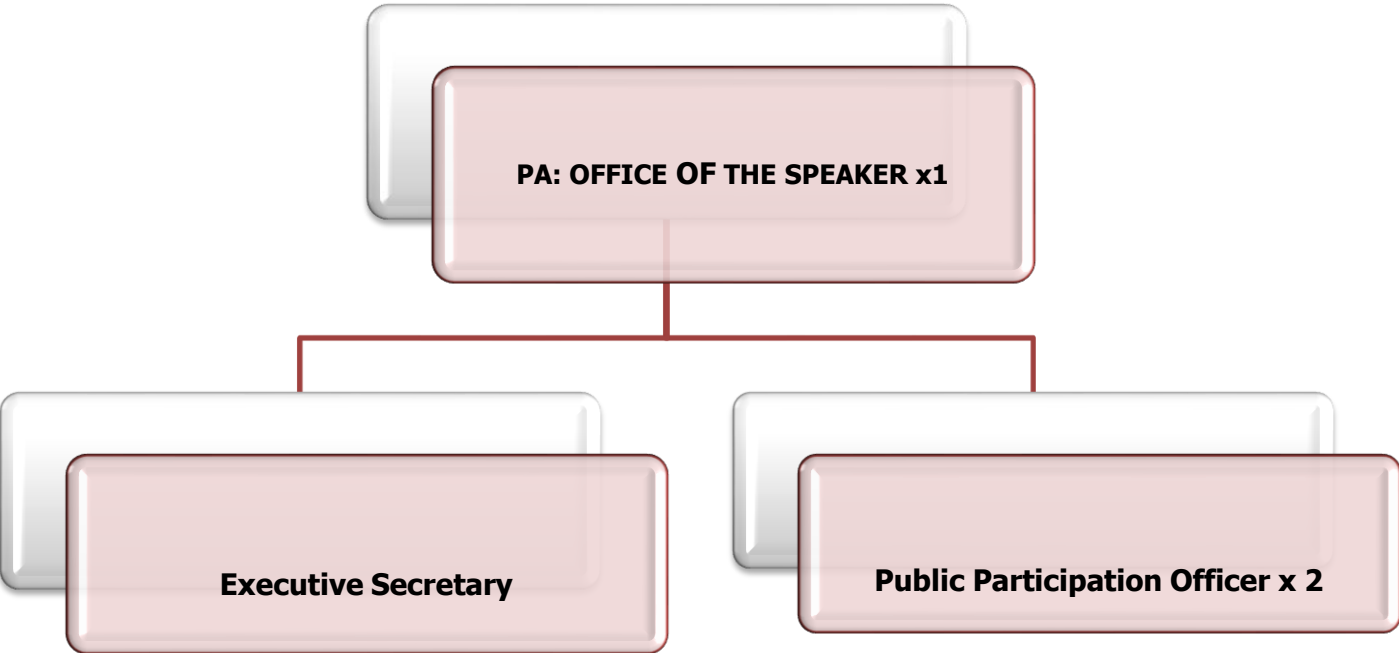 PA: OFFICE OF THE SPEAKER x1
Executive Secretary
Public Participation Officer x 2